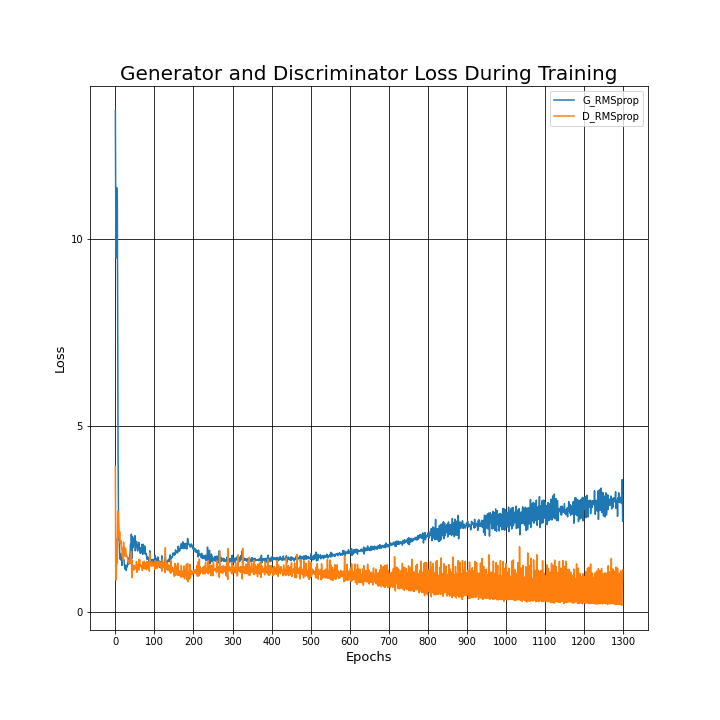 Generator and Discriminator Loss During Training
G_RMSprop
D_RMSprop
10
5
0
Loss
0 100 200 300 400 500 600 700 800 900 1000 1100 1200 1300
Epochs